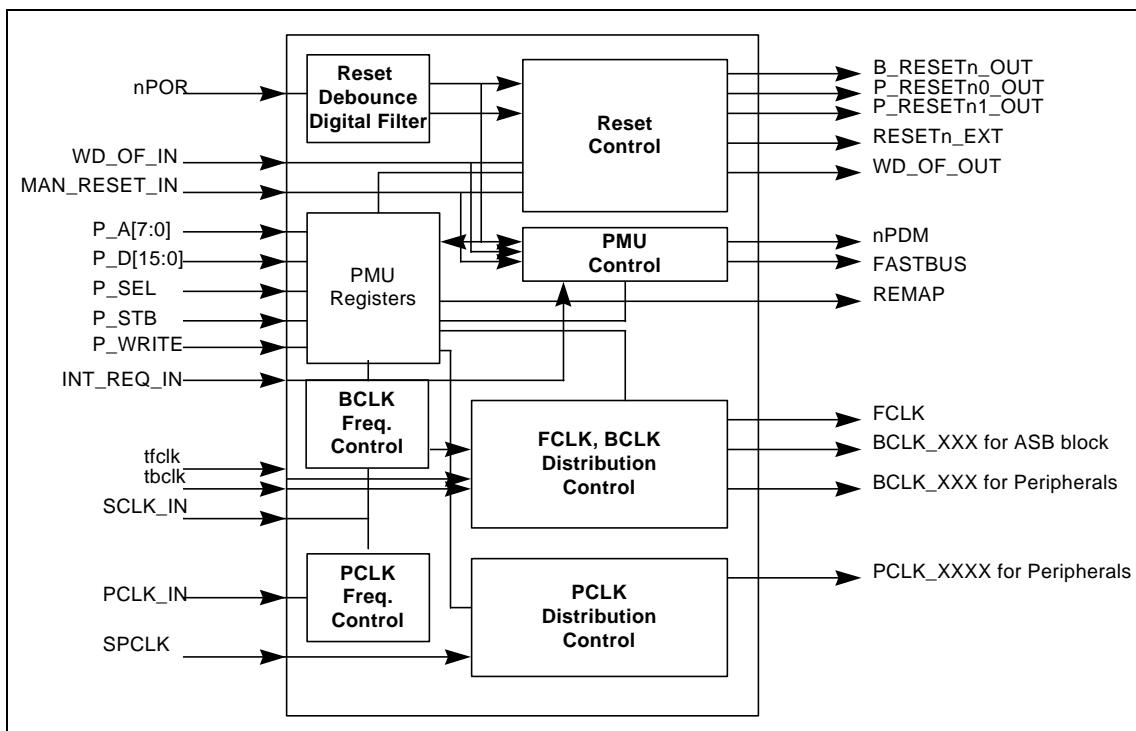 nPOR
WD_OF_IN
MAN_RESET_IN
P_A[7:0]
P_D[15:0]
P_SEL
P_STB
P_WRITE
INT_REQ_IN
tfclk
tbclk
SCLK_IN
PCLK_IN
SPCLK
Reset
Debounce
Digital Filter
Reset
Control
PMU
Registers
PMU
Control
BCLK
Freq.
Control
FCLK, BCLK
Distribution
Control
PCLK
Freq.
Control
PCLK
Distribution
Control
B_RESETn_OUT
P_RESETn0_OUT
P_RESETn1_OUT
RESETn_EXT
WD_OF_OUT
nPDM
FASTBUS
REMAP
FCLK
BCLK_XXX for ASB block
BCLK_XXX for Peripherals
PCLK_XXXX for Peripherals